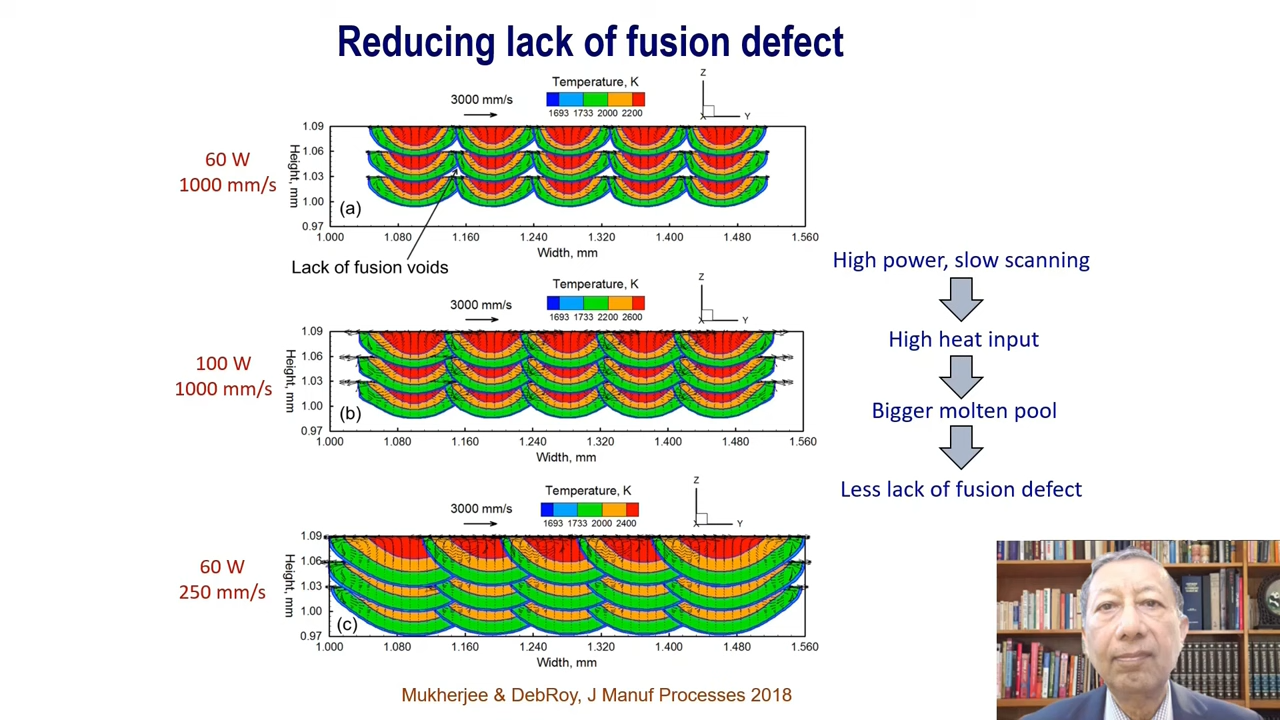 Reducing lack of fusion defect
60 W
1000 mm/s
3000 mm/s
Temperature, K
1693 1733 2000 2200
Z
X
Y
Height, mm
1.09
1.06
1.03
1.00
0.97
(a)
1.000 1.080 1.160 1.240 1.320 1.400 1.480 1.560
Width, mm
Lack of fusion voids
100 W
1000 mm/s
3000 mm/s
Temperature, K
1693 1733 2200 2600
Z
X
Y
Height, mm
1.09
1.06
1.03
1.00
0.97
(b)
1.000 1.080 1.160 1.240 1.320 1.400 1.480 1.560
Width, mm
60 W
250 mm/s
3000 mm/s
Temperature, K
1693 1733 2000 2400
Z
X
Y
Height, mm
1.09
1.06
1.03
1.00
0.97
(c)
1.000 1.080 1.160 1.240 1.320 1.400 1.480 1.560
Width, mm
High power, slow scanning
High heat input
Bigger molten pool
Less lack of fusion defect
Mukherjee & DebRoy, J Manuf Processes 2018